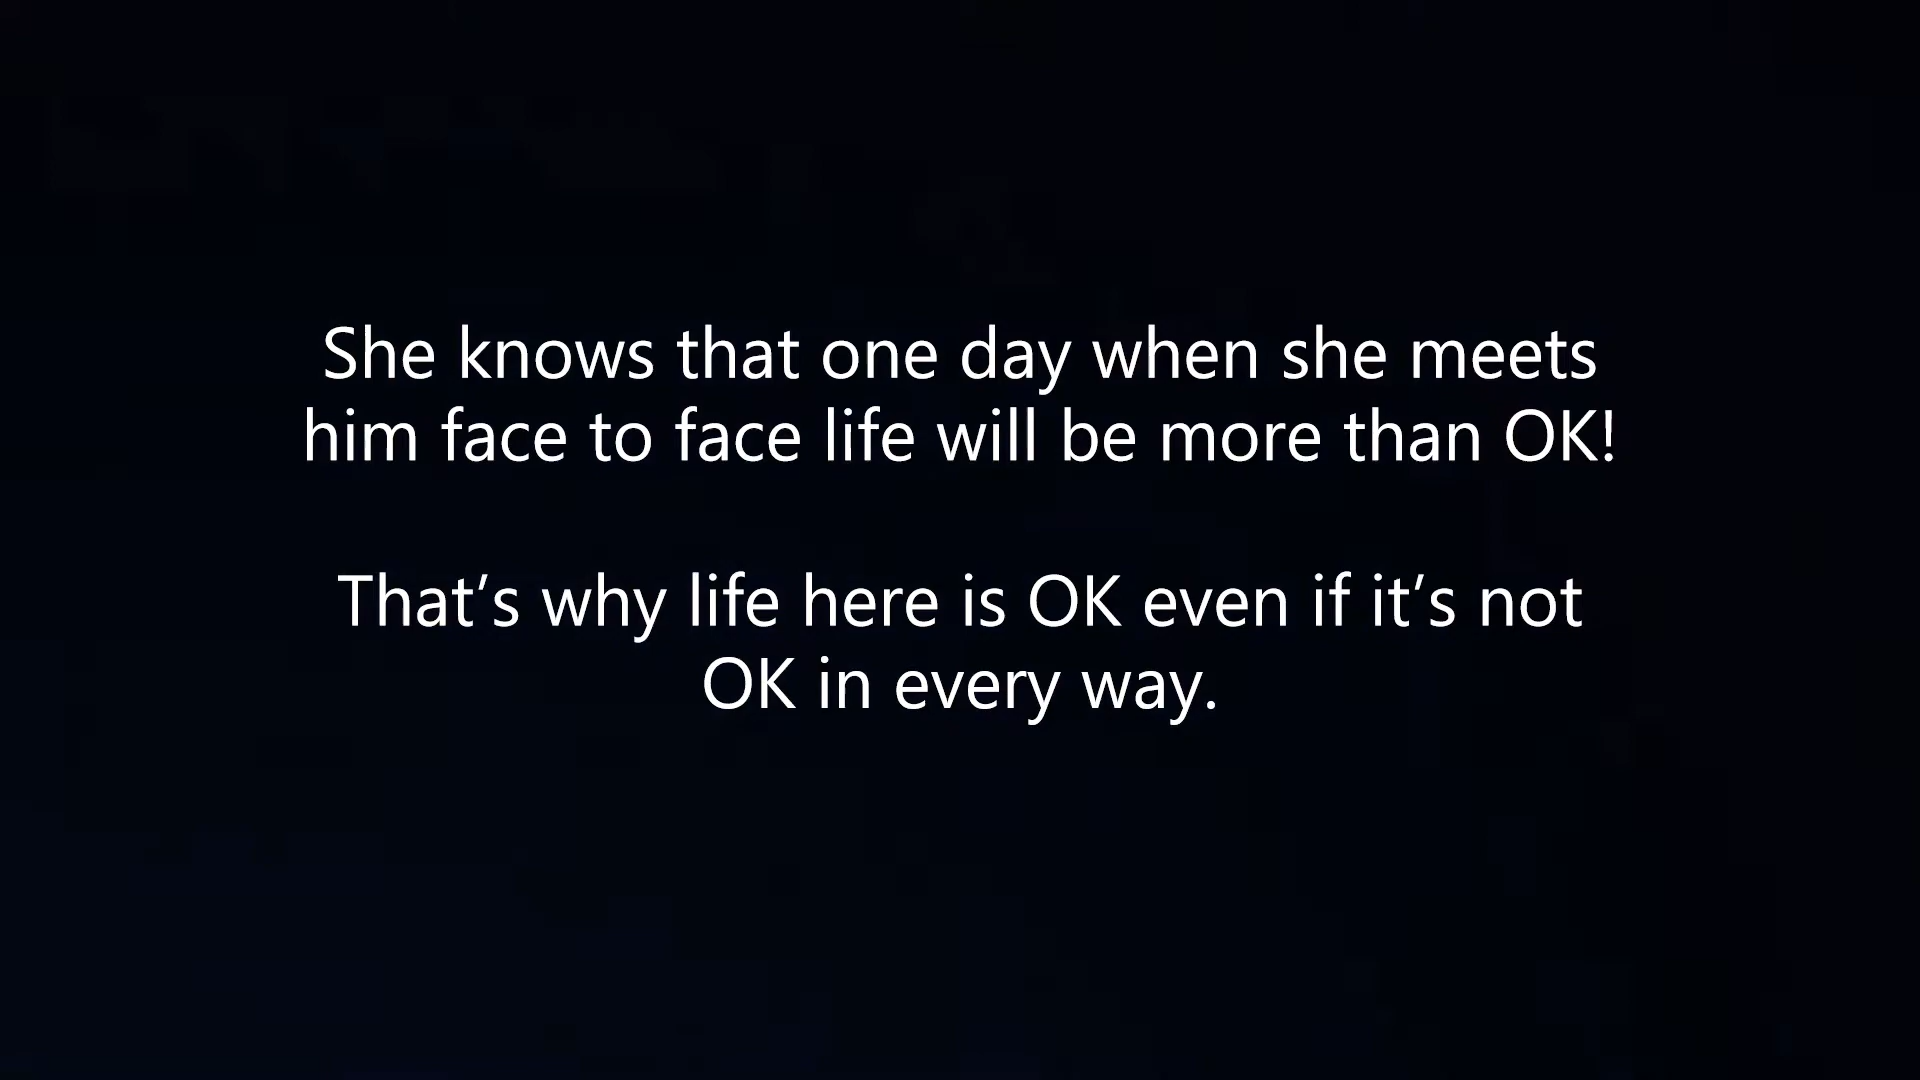 She knows that one day when she meets
him face to face life will be more than OK!
That’s why life here is OK even if it’s not
OK in every way.